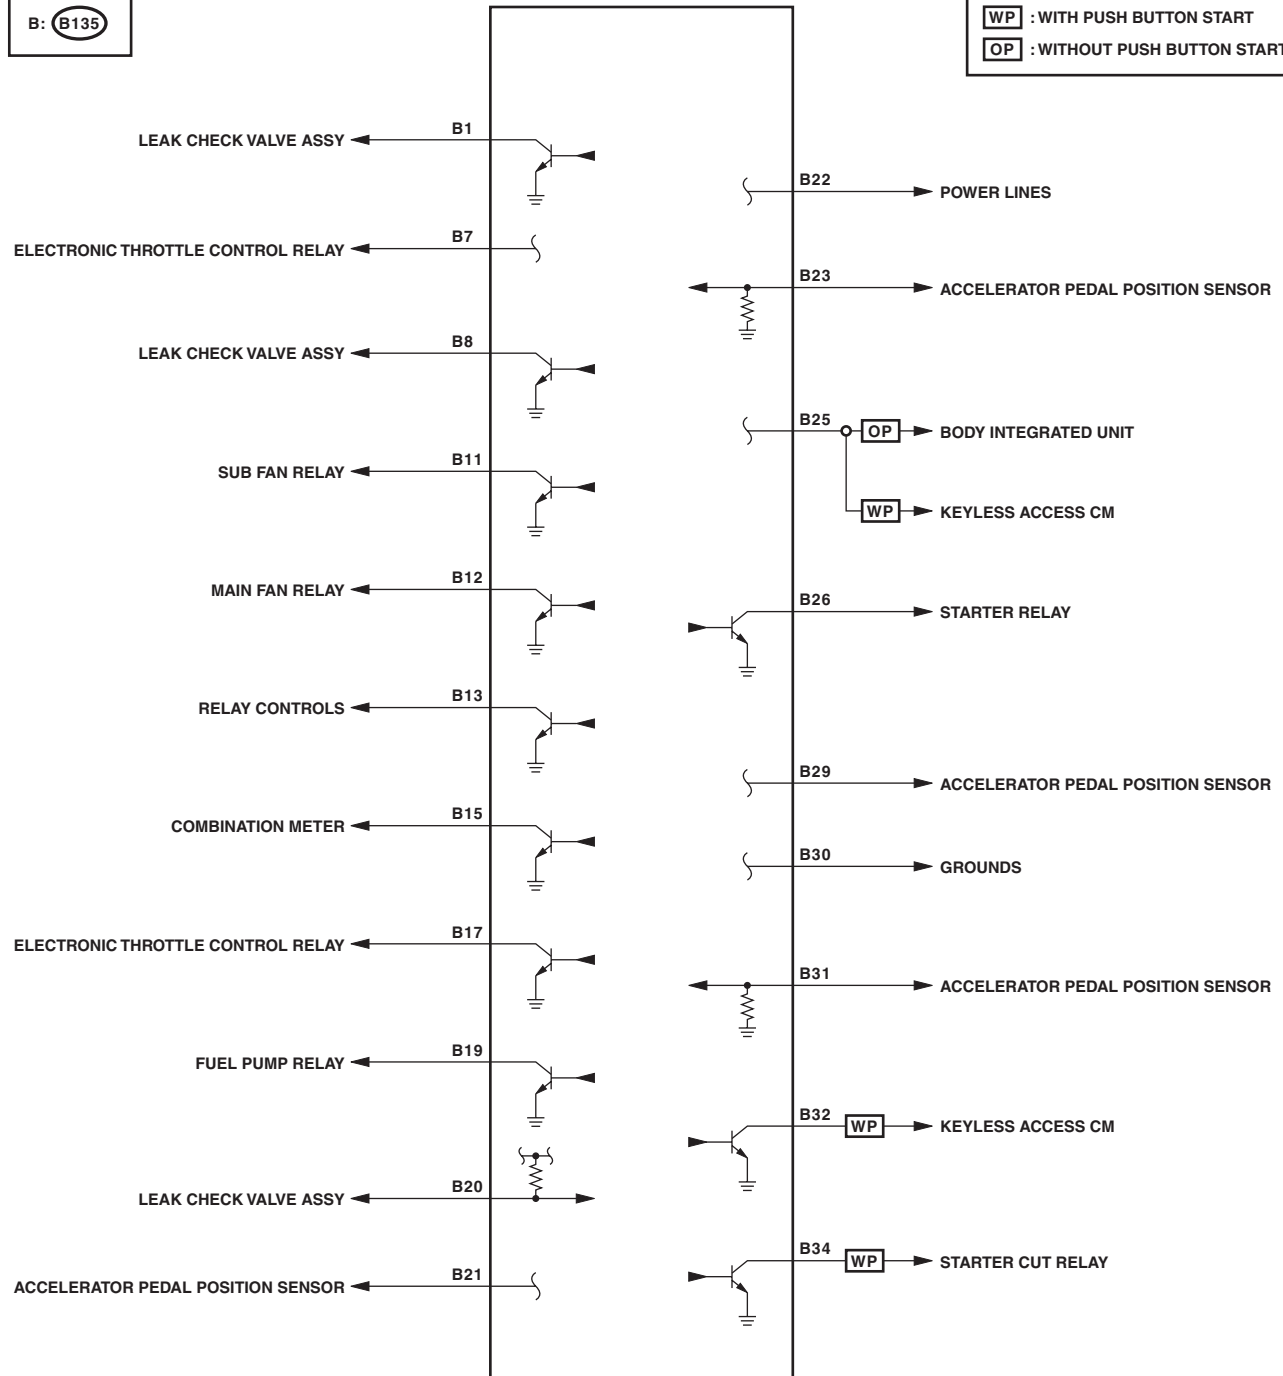 B: B135
WP : WITH PUSH BUTTON START
OP : WITHOUT PUSH BUTTON START
LEAK CHECK VALVE ASSY B1
B22 POWER LINES
ELECTRONIC THROTTLE CONTROL RELAY B7
B23 ACCELERATOR PEDAL POSITION SENSOR
LEAK CHECK VALVE ASSY B8
B25 OP BODY INTEGRATED UNIT
SUB FAN RELAY B11
WP KEYLESS ACCESS CM
MAIN FAN RELAY B12
B26 STARTER RELAY
RELAY CONTROLS B13
B29 ACCELERATOR PEDAL POSITION SENSOR
COMBINATION METER B15
B30 GROUNDS
ELECTRONIC THROTTLE CONTROL RELAY B17
B31 ACCELERATOR PEDAL POSITION SENSOR
FUEL PUMP RELAY B19
B32 WP KEYLESS ACCESS CM
LEAK CHECK VALVE ASSY B20
B34 WP STARTER CUT RELAY
ACCELERATOR PEDAL POSITION SENSOR B21